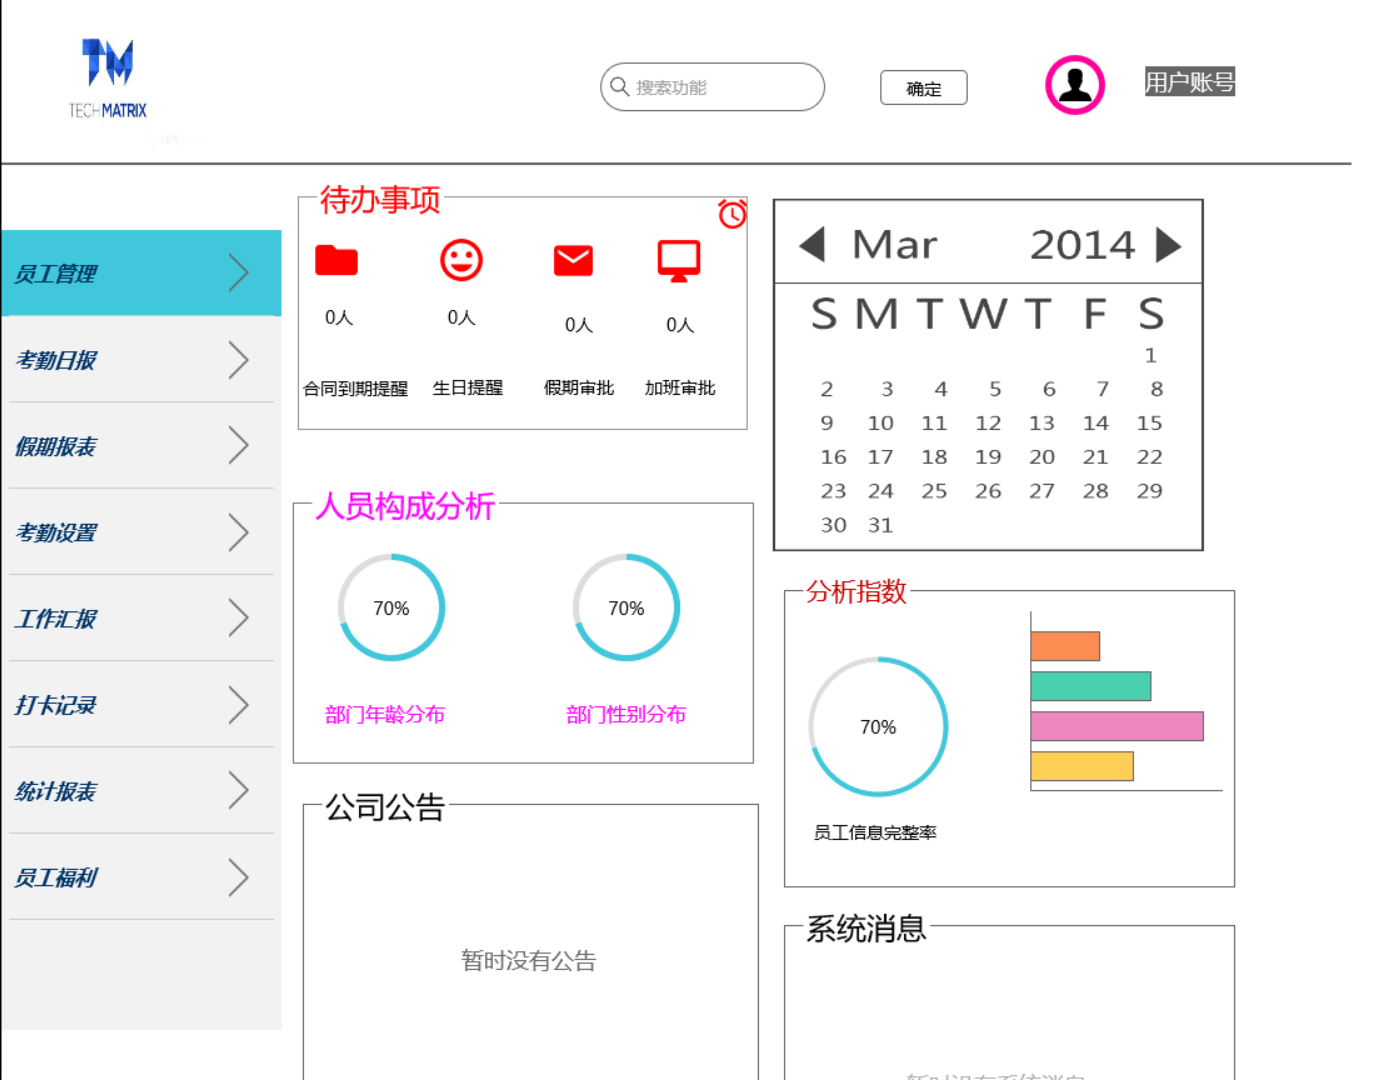 TECHMATRIX
搜索功能
确定
用户账号
员工管理
考勤日报
假期报表
考勤设置
工作汇报
打卡记录
统计报表
员工福利
待办事项
0人 0人 0人 0人
合同到期提醒 生日提醒 假期审批 加班审批
Mar 2014
S M T W T F S
1
2 3 4 5 6 7 8
9 10 11 12 13 14 15
16 17 18 19 20 21 22
23 24 25 26 27 28 29
30 31
人员构成分析
70% 70%
部门年龄分布 部门性别分布
分析指数
70%
员工信息完整率
公司公告
暂时没有公告
系统消息
暂时没有系统消息